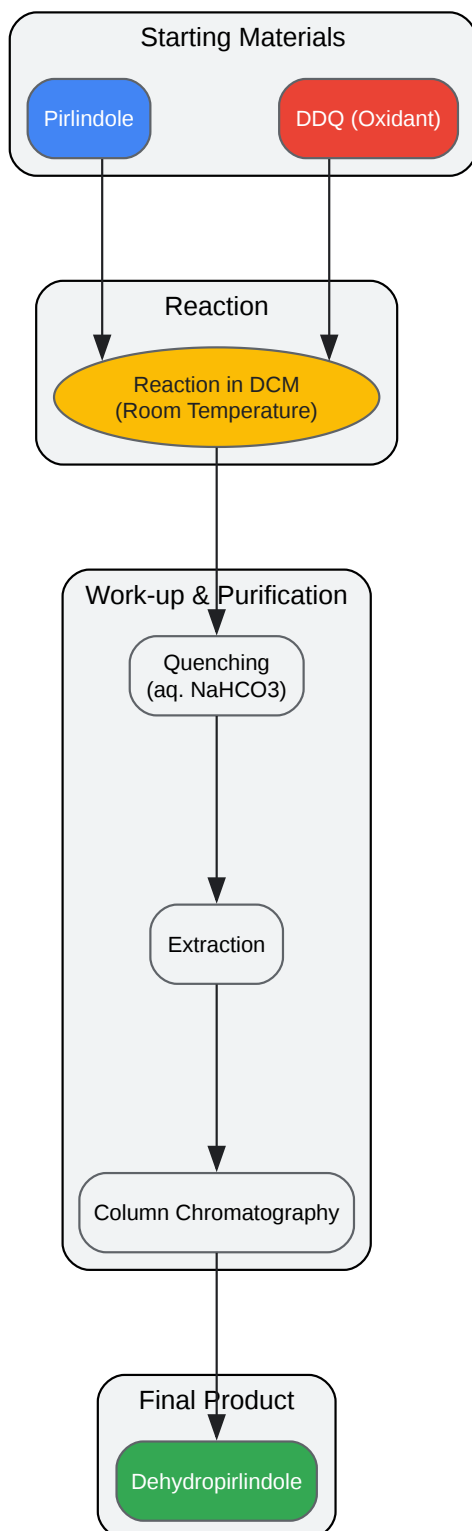 Starting Materials
Pirlindole
DDQ (Oxidant)
Reaction
Reaction in DCM
(Room Temperature)
Work-up & Purification
Quenching
(aq. NaHCO3)
Extraction
Column Chromatography
Final Product
Dehydropirlindole